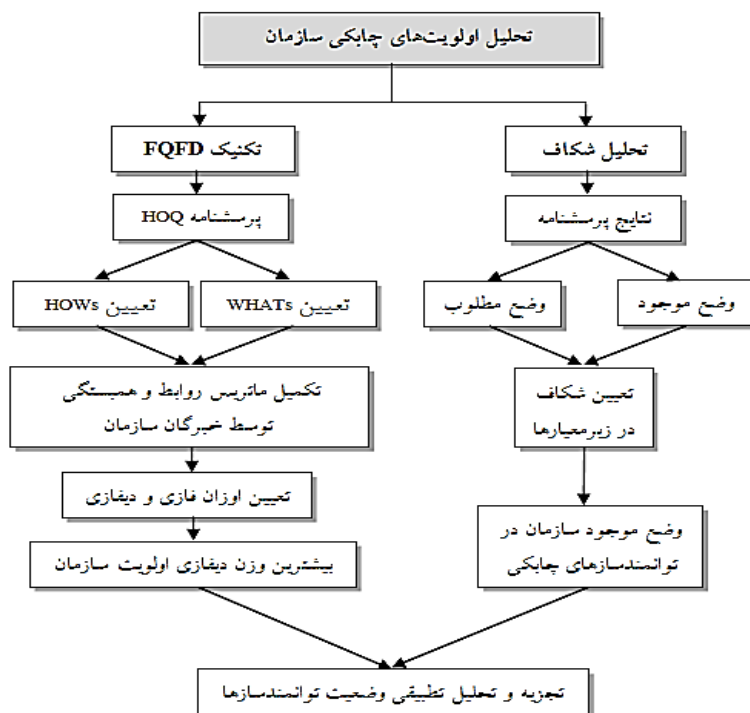 تحلیل اولویت‌های چابکی سازمان
تحلیل شکاف
تکنیک FQFD
نتایج پرسشنامه
پرسشنامه HOQ
وضع موجود
وضع مطلوب
تعیین WHATs
تعیین HOWs
تعیین شکاف
در زیرمعیارها
تکمیل ماتریس روابط و همبستگی
توسط خبرگان سازمان
تعیین اوزان فازی و دیفازی
وضع موجود سازمان در
توانمندسازهای چابکی
بیشترین وزن دیفازی اولویت سازمان
تجزیه و تحلیل تطبیقی وضعیت توانمندسازها